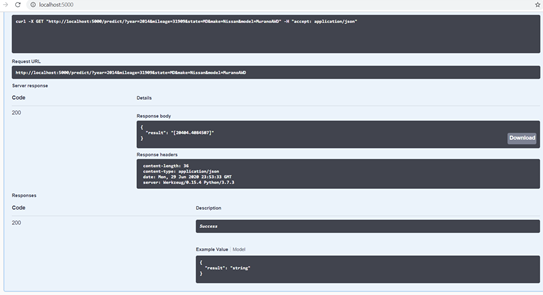 localhost:5000
curl -X GET "http://localhost:5000/predict/?year=2014&mileage=31909&state=MD&make=Nissan&model=MuranoAWD" -H "accept: application/json"
Request URL
http://localhost:5000/predict/?year=2014&mileage=31909&state=MD&make=Nissan&model=MuranoAWD
Server response
Code Details
200
Response body
{
"result": "[20404.4084507]"
}
Download
Response headers
content-length: 36
content-type: application/json
date: Mon, 29 Jun 2020 23:53:33 GMT
server: Werkzeug/0.15.4 Python/3.7.3
Responses
Code Description
200
Success
Example Value Model
{
"result": "string"
}